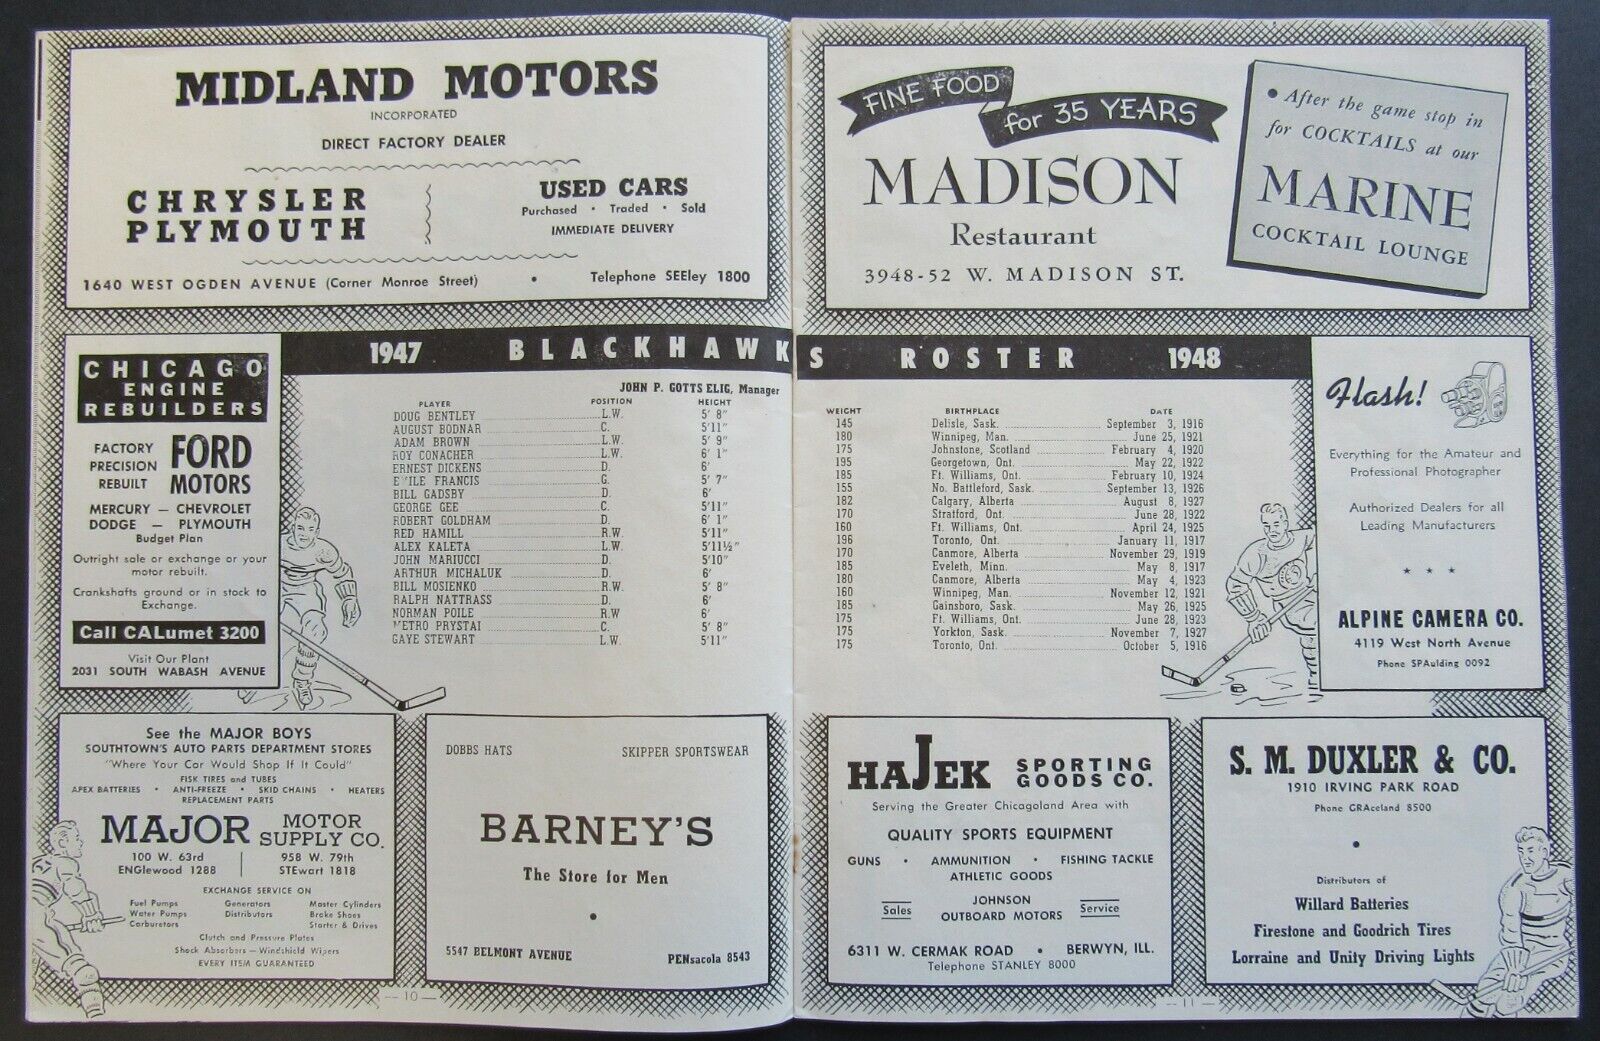 MIDLAND MOTORS
INCORPORATED
DIRECT FACTORY DEALER
CHRYSLER
PLYMOUTH
USED CARS
Purchased • Traded • Sold
IMMEDIATE DELIVERY
1640 WEST OGDEN AVENUE (Corner Monroe Street) • Telephone SEEley 1800
FINE FOOD
for 35 YEARS
MADISON
Restaurant
3948-52 W. MADISON ST.
• After the game stop in
for COCKTAILS at our
MARINE
COCKTAIL LOUNGE
CHICAGO
ENGINE
REBUILDERS
FACTORY
PRECISION
REBUILT
FORD
MOTORS
MERCURY — CHEVROLET
DODGE — PLYMOUTH
Budget Plan
Outright sale or exchange or your
motor rebuilt.
Crankshafts ground or in stock to
Exchange.
Call CALumet 3200
Visit Our Plant
2031 SOUTH WABASH AVENUE
1947 BLACKHAWKS ROSTER 1948
JOHN P. GOTTSELIG, Manager
PLAYER POSITION HEIGHT WEIGHT BIRTHPLACE DATE
DOUG BENTLEY L.W. 5' 8" 145 Delisle, Sask. September 3, 1916
AUGUST BODNAR C. 5'11" 180 Winnipeg, Man. June 25, 1921
ADAM BROWN L.W. 5' 9" 175 Johnstone, Scotland February 4, 1920
ROY CONACHER L.W. 6' 1" 195 Georgetown, Ont. May 22, 1922
ERNEST DICKENS D. 6' 185 Ft. Williams, Ont. February 10, 1924
E'ILE FRANCIS G. 5' 7" 155 No. Battleford, Sask. September 13, 1926
BILL GADSBY D. 6' 182 Calgary, Alberta August 8, 1927
GEORGE GEE C. 5'11" 170 Stratford, Ont. June 28, 1922
ROBERT GOLDHAM D. 6' 1" 160 Ft. Williams, Ont. April 24, 1925
RED HAMILL R.W. 5'11" 196 Toronto, Ont. January 11, 1917
ALEX KALETA L.W. 5'11½" 170 Canmore, Alberta November 29, 1919
JOHN MARIUCCI D. 5'10" 185 Eveleth, Minn. May 8, 1917
ARTHUR MICHALUK D. 6' 180 Canmore, Alberta May 4, 1923
BILL MOSIENKO R.W. 5' 8" 160 Winnipeg, Man. November 12, 1921
RALPH NATTRASS D. 6' 185 Gainsboro, Sask. May 26, 1925
NORMAN POILE R.W 6' 175 Ft. Williams, Ont. June 28, 1923
METRO PRYSTAI C. 5' 8" 175 Yorkton, Sask. November 7, 1927
GAYE STEWART L.W. 5'11" 175 Toronto, Ont. October 5, 1916
Flash!
Everything for the Amateur and
Professional Photographer
Authorized Dealers for all
Leading Manufacturers
* * *
ALPINE CAMERA CO.
4119 West North Avenue
Phone SPAulding 0092
See the MAJOR BOYS
SOUTHTOWN'S AUTO PARTS DEPARTMENT STORES
"Where Your Car Would Shop If It Could"
FISK TIRES and TUBES
APEX BATTERIES • ANTI-FREEZE • SKID CHAINS • HEATERS
REPLACEMENT PARTS
MAJOR MOTOR
SUPPLY CO.
100 W. 63rd
ENGlewood 1288
958 W. 79th
STEwart 1818
EXCHANGE SERVICE ON
Fuel Pumps Generators Master Cylinders
Water Pumps Distributors Brake Shoes
Carburetors Starter & Drives
Clutch and Pressure Plates
Shock Absorbers—Windshield Wipers
EVERY ITEM GUARANTEED
DOBBS HATS SKIPPER SPORTSWEAR
BARNEY'S
The Store for Men
•
5547 BELMONT AVENUE PENsacola 8543
HAJEK SPORTING
GOODS CO.
Serving the Greater Chicagoland Area with
QUALITY SPORTS EQUIPMENT
GUNS • AMMUNITION • FISHING TACKLE
ATHLETIC GOODS
Sales JOHNSON
OUTBOARD MOTORS Service
6311 W. CERMAK ROAD • BERWYN, ILL.
Telephone STANLEY 8000
S. M. DUXLER & CO.
1910 IRVING PARK ROAD
Phone GRAceland 8500
•
Distributors of
Willard Batteries
Firestone and Goodrich Tires
Lorraine and Unity Driving Lights
— 10 —
— 11 —